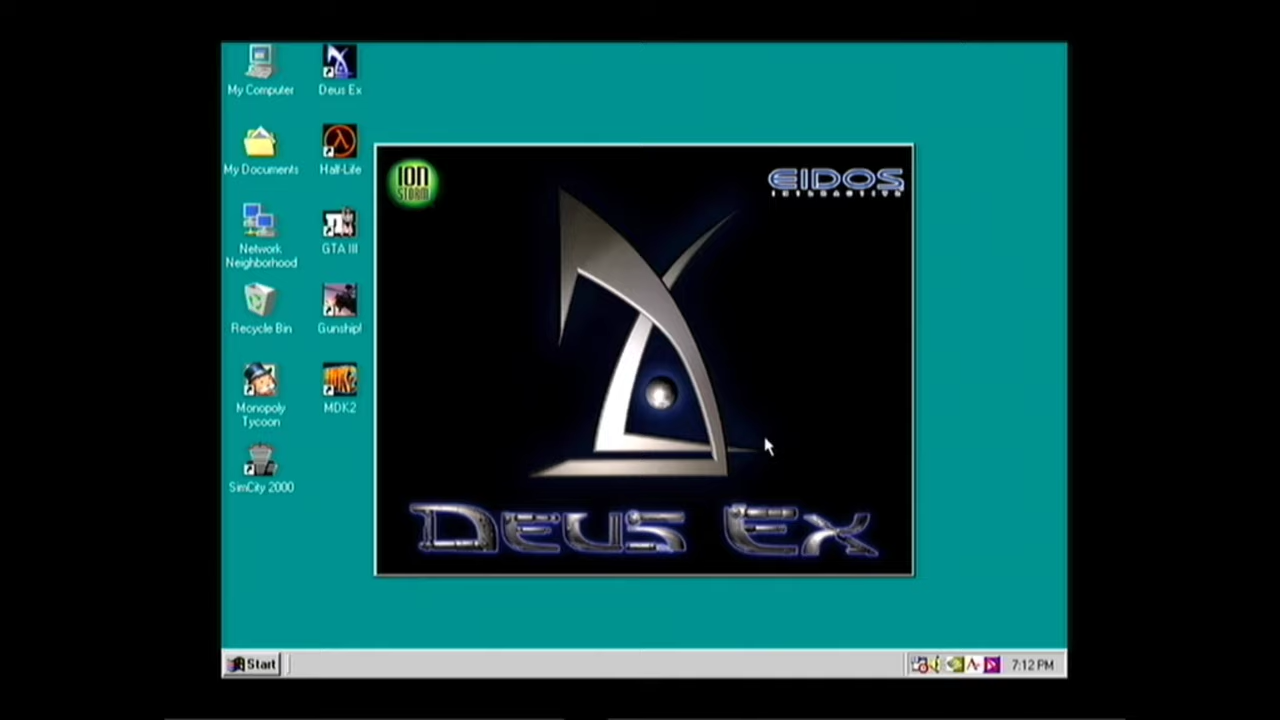 My Computer
Deus Ex
My Documents
Half-Life
Network
Neighborhood
GTA III
Recycle Bin
Gunship!
Monopoly
Tycoon
MDK2
SimCity 2000
ION
STORM
EIDOS
INTERACTIVE
DEUS EX
Start
7:12 PM